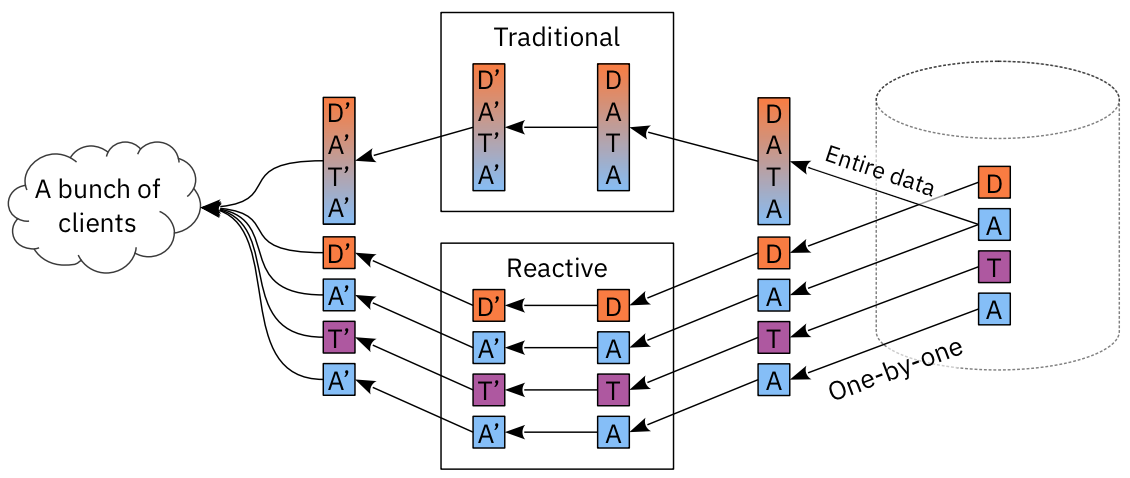 Traditional
D'
A'
T'
A'
D
A
T
A
D'
A'
T'
A'
D
A
T
A
Entire data
A bunch of
clients
D
A
T
A
D'
A'
T'
A'
Reactive
D'
A'
T'
A'
D
A
T
A
D
A
T
A
One-by-one